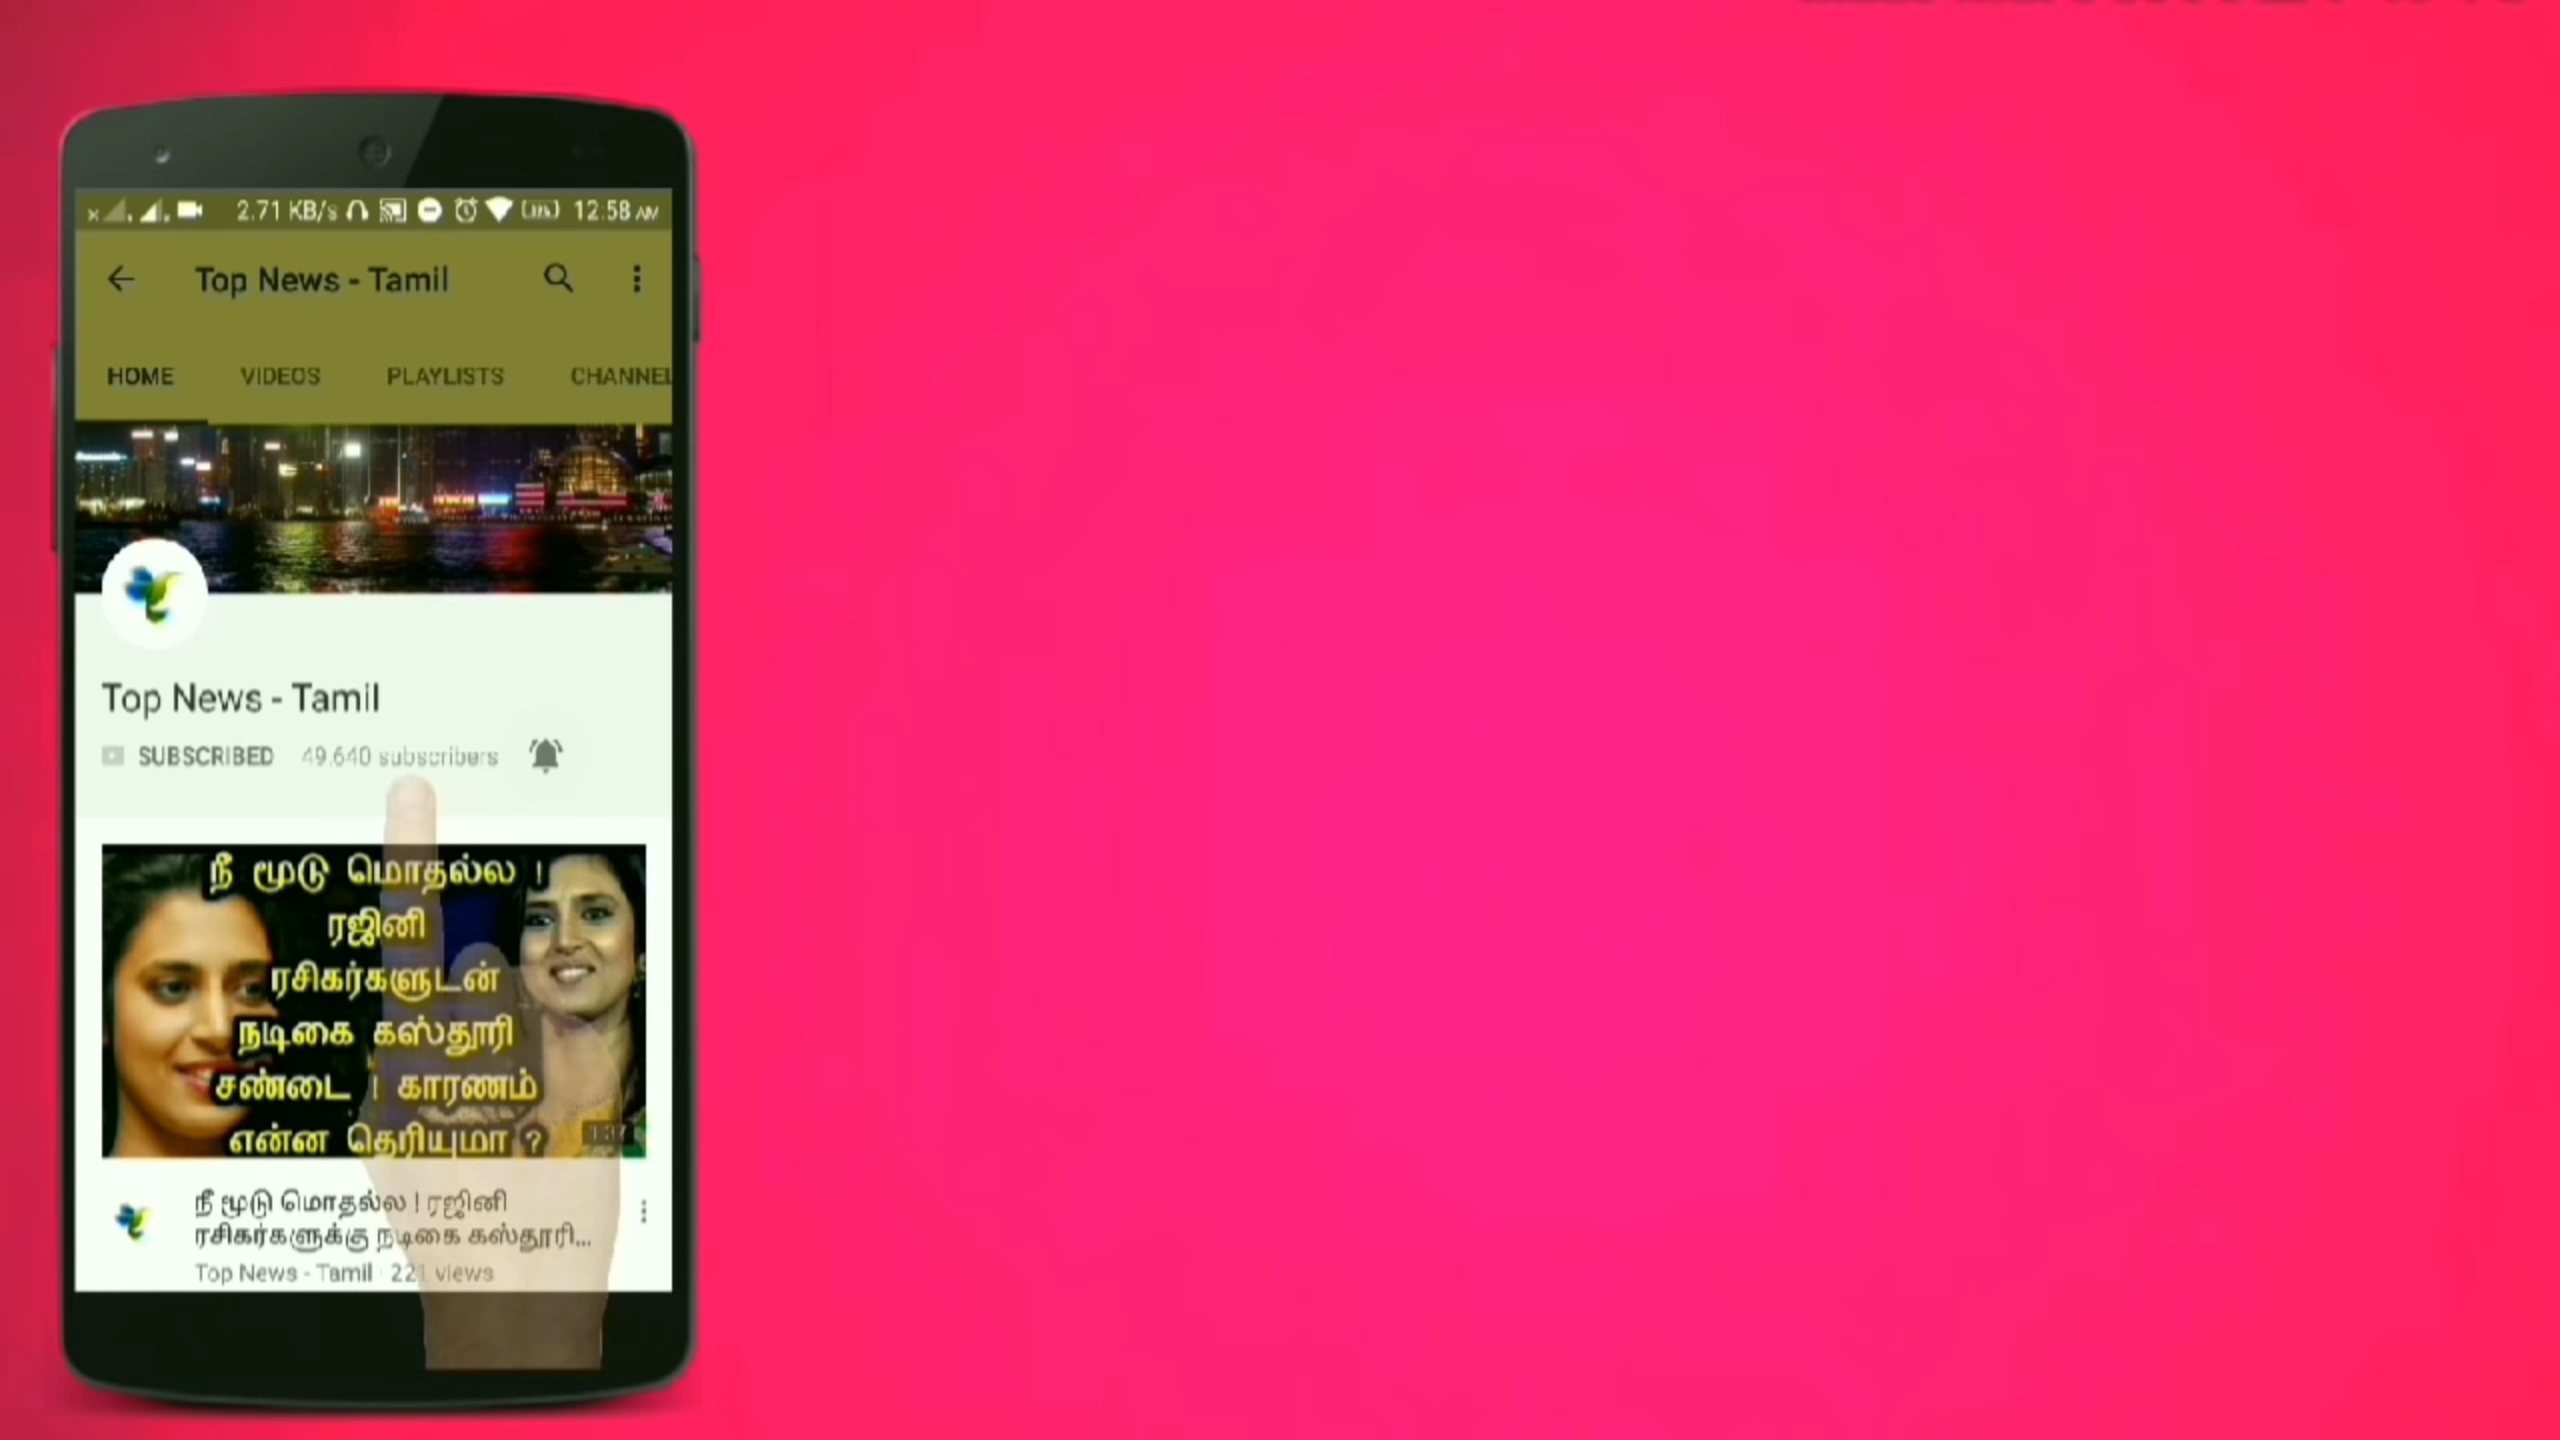 2.71 KB/s 12.58 AM
Top News - Tamil
HOME VIDEOS PLAYLISTS CHANNEL
Top News - Tamil
SUBSCRIBED 49,640 subscribers
நீ மூடு மொதல்ல !
ரஜினி
ரசிகர்களுடன்
நடிகை கஸ்தூரி
சண்டை ! காரணம்
என்ன தெரியுமா ?
நீ மூடு மொதல்ல ! ரஜினி
ரசிகர்களுக்கு நடிகை கஸ்தூரி...
Top News - Tamil · 221 views